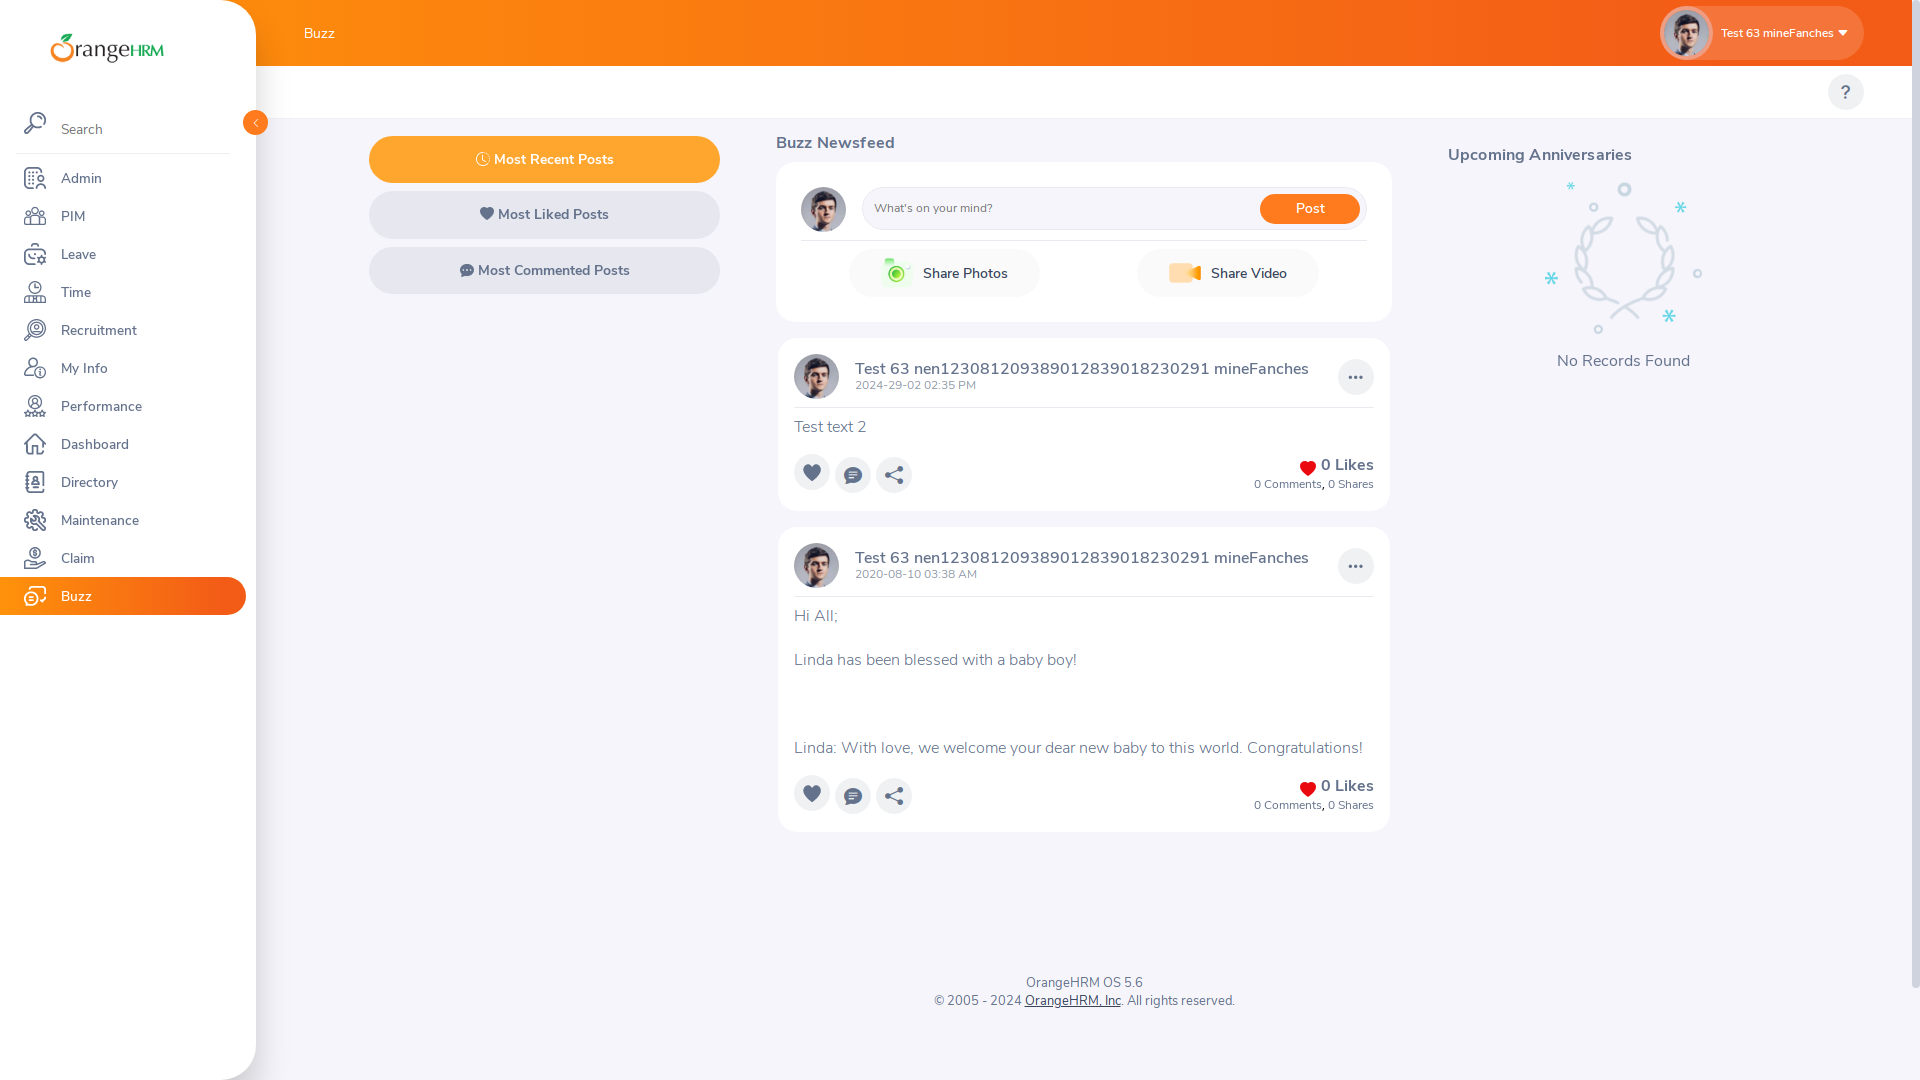 OrangeHRM
Search
Admin
PIM
Leave
Time
Recruitment
My Info
Performance
Dashboard
Directory
Maintenance
Claim
Buzz
Buzz
Test 63 mineFanches
?
Most Recent Posts
Most Liked Posts
Most Commented Posts
Buzz Newsfeed
What's on your mind?
Post
Share Photos
Share Video
Test 63 nen123081209389012839018230291 mineFanches
2024-29-02 02:35 PM
Test text 2
0 Likes
0 Comments, 0 Shares
Test 63 nen123081209389012839018230291 mineFanches
2020-08-10 03:38 AM
Hi All;
Linda has been blessed with a baby boy!
Linda: With love, we welcome your dear new baby to this world. Congratulations!
0 Likes
0 Comments, 0 Shares
Upcoming Anniversaries
No Records Found
OrangeHRM OS 5.6
© 2005 - 2024 OrangeHRM, Inc. All rights reserved.